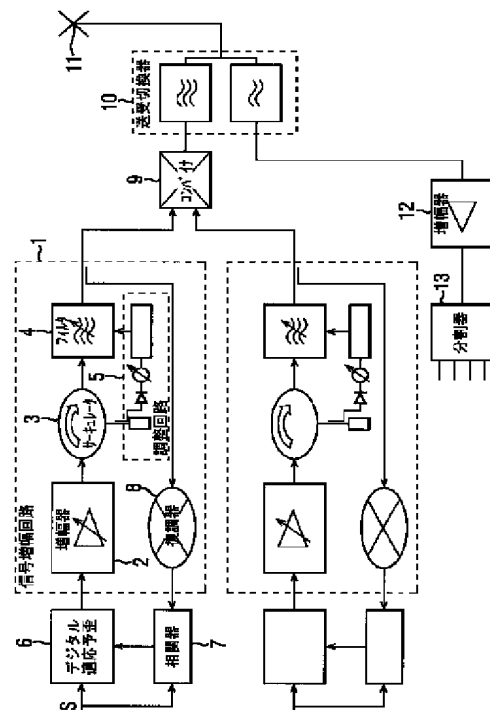 S
6
デジタル
適応予歪
相関器
7
信号増幅回路
1
増幅器
2
3
サーキュレータ
4
フィルタ
5
調整回路
8
復調器
9
コンバイナ
10
送受切換器
11
12
増幅器
13
分割器